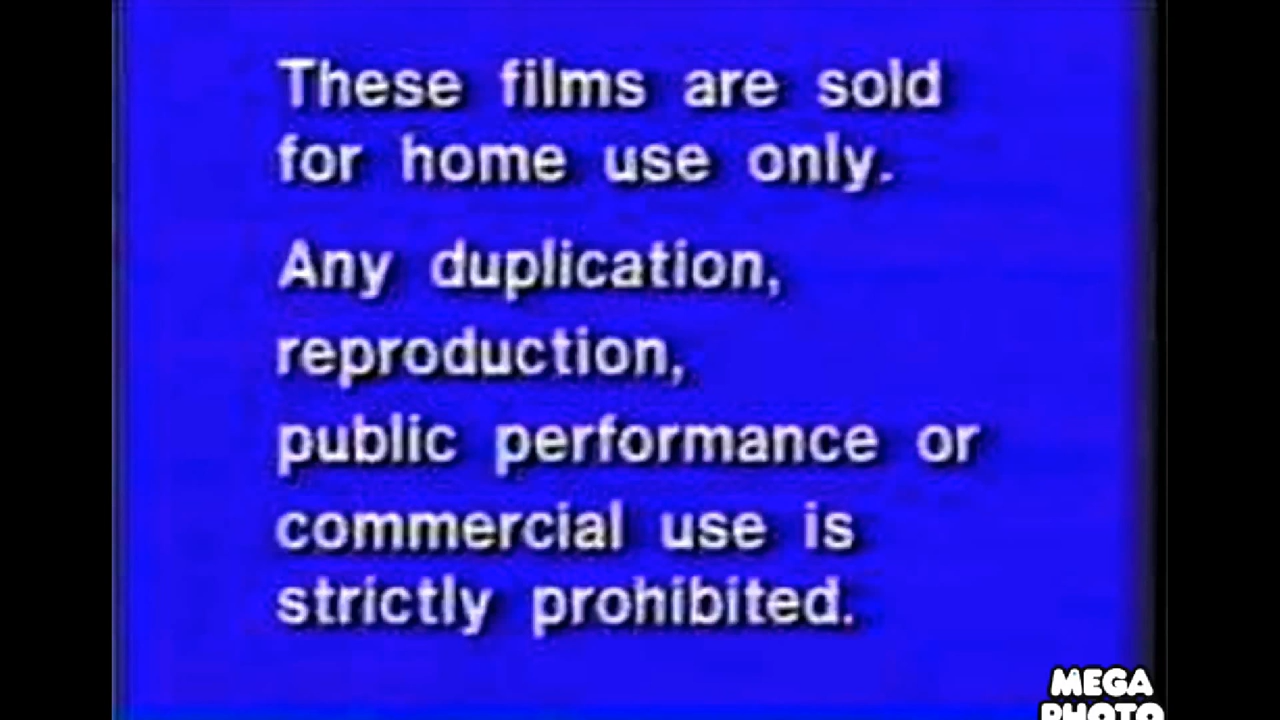 These films are sold
for home use only.
Any duplication,
reproduction,
public performance or
commercial use is
strictly prohibited.
MEGA
PHOTO